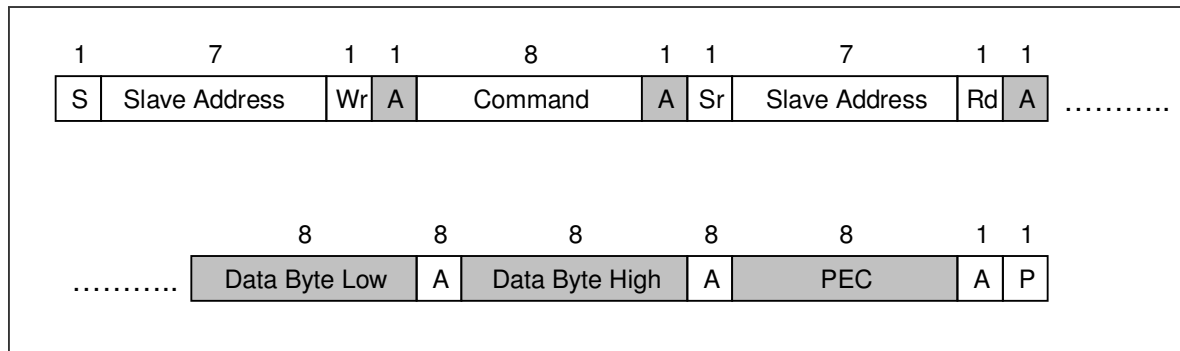 1 7 1 1 8 1 1 7 1 1
S Slave Address Wr A Command A Sr Slave Address Rd A ...........
8 8 8 8 8 1 1
........... Data Byte Low A Data Byte High A PEC A P